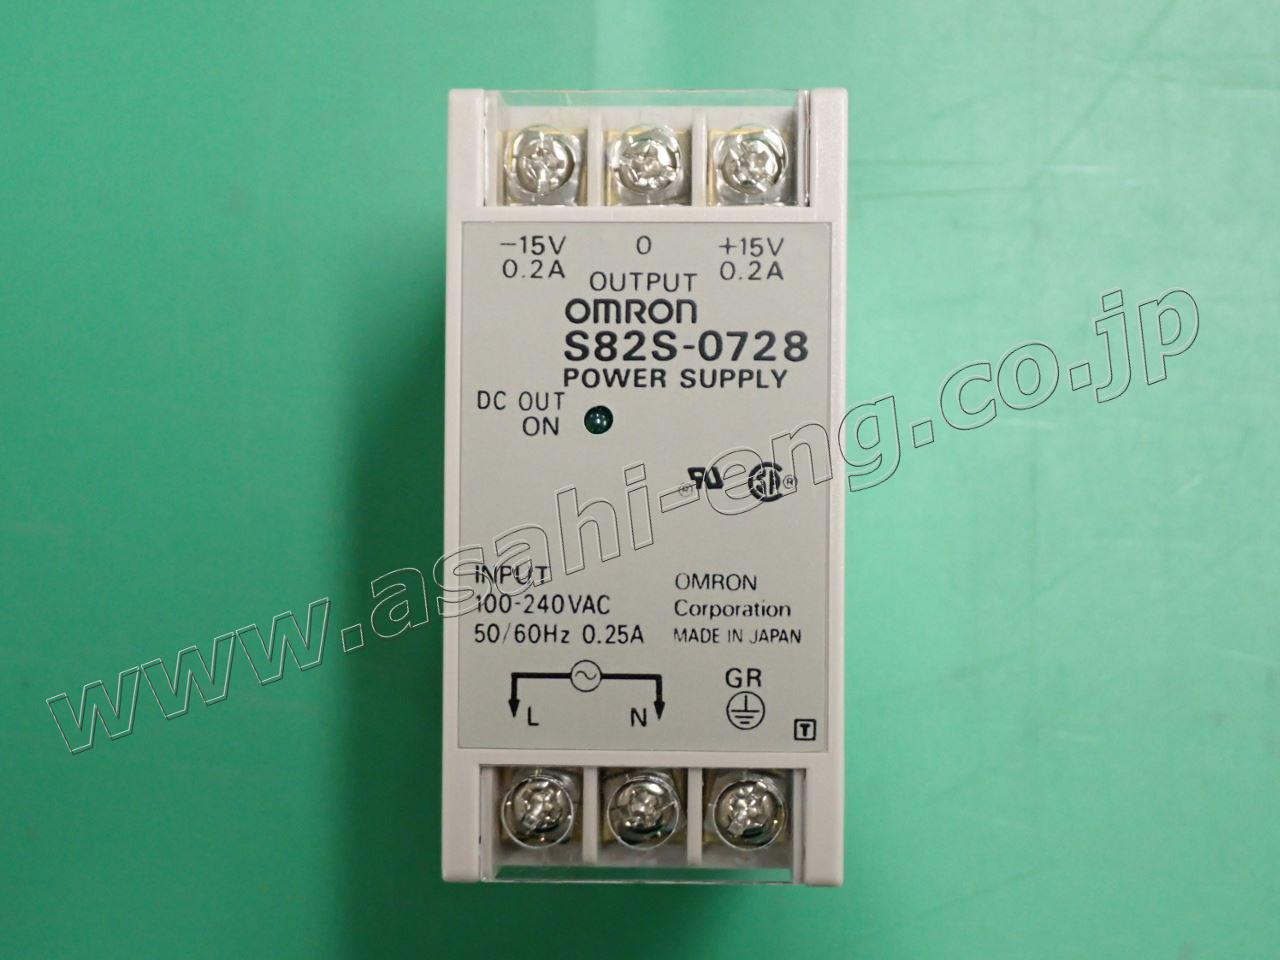 -15V 0 +15V
0.2A 0.2A
OUTPUT
OMRON
S82S-0728
POWER SUPPLY
DC OUT
ON
INPUT
100-240VAC
50/60Hz 0.25A
OMRON
Corporation
MADE IN JAPAN
L N
GR
T
www.asahi-eng.co.jp